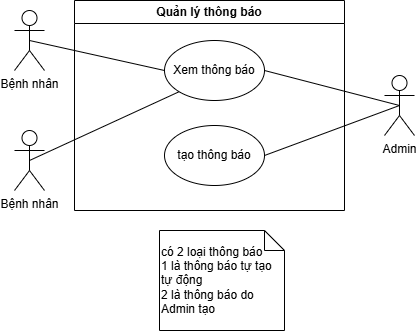 Quản lý thông báo
Xem thông báo
Bệnh nhân
tạo thông báo
Admin
Bệnh nhân
có 2 loại thông báo
1 là thông báo tự tạo
tự động
2 là thông báo do
Admin tạo